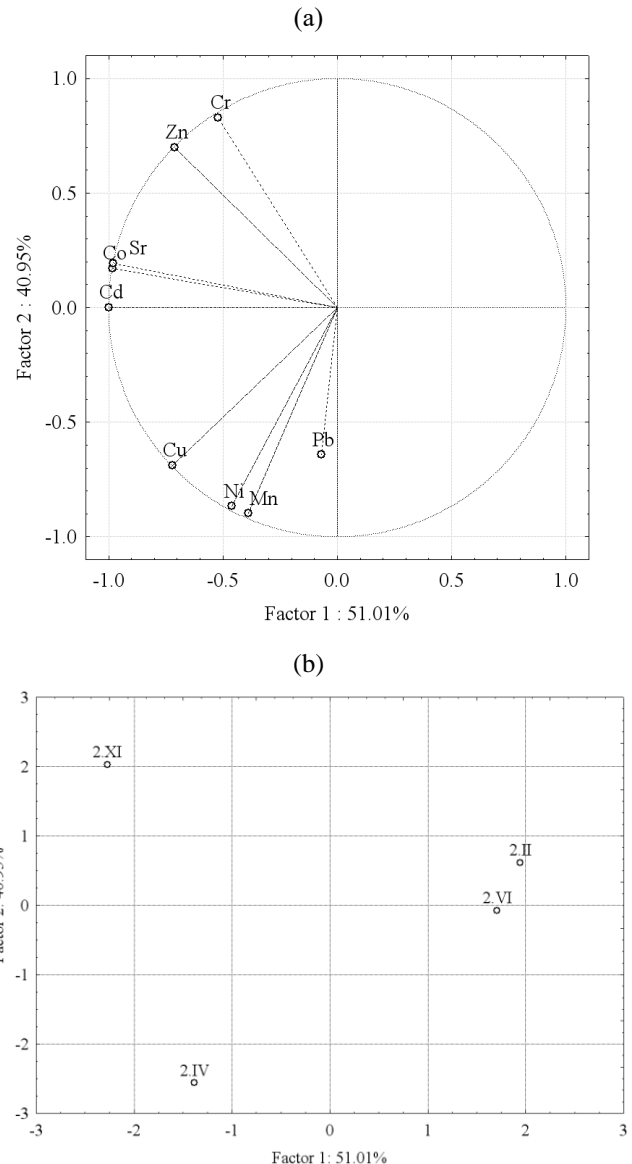 (a)
1.0
Cr
Zn
0.5
Co Sr
Cd
0.0
Factor 2 : 40.95%
-0.5
Cu
Pb
Ni Mn
-1.0
-1.0 -0.5 0.0 0.5 1.0
Factor 1 : 51.01%
(b)
3
2.XI
2
1
2.II
2.VI
0
-1
-2
2.IV
-3
-3 -2 -1 0 1 2 3
Factor 1: 51.01%